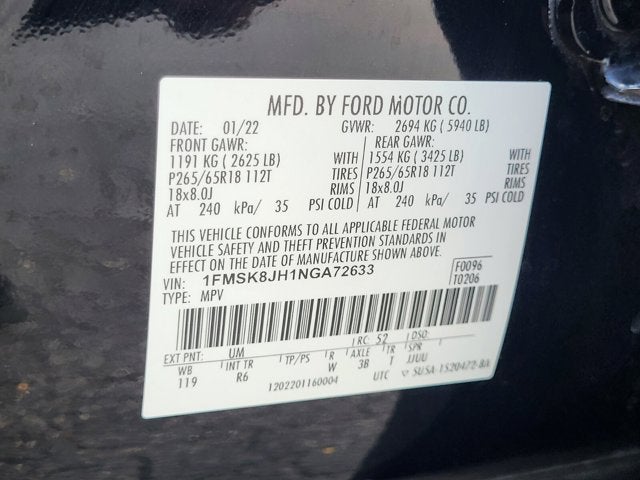 MFD. BY FORD MOTOR CO.
DATE: 01/22 GVWR: 2694 KG ( 5940 LB)
FRONT GAWR: REAR GAWR:
1191 KG ( 2625 LB) WITH 1554 KG ( 3425 LB) WITH
P265/65R18 112T TIRES P265/65R18 112T TIRES
18x8.0J RIMS 18x8.0J RIMS
AT 240 kPa/ 35 PSI COLD AT 240 kPa/ 35 PSI COLD
THIS VEHICLE CONFORMS TO ALL APPLICABLE FEDERAL MOTOR
VEHICLE SAFETY AND THEFT PREVENTION STANDARDS IN
EFFECT ON THE DATE OF MANUFACTURE SHOWN ABOVE.
VIN: 1FMSK8JH1NGA72633 F0096
TYPE: MPV T0206
EXT PNT: UM RC: 52 DSO:
WB INT TR TP/PS R AXLE TR SPR
119 R6 W 3B T JJUU
1202201160004 UTC SU5A-1520472-BA